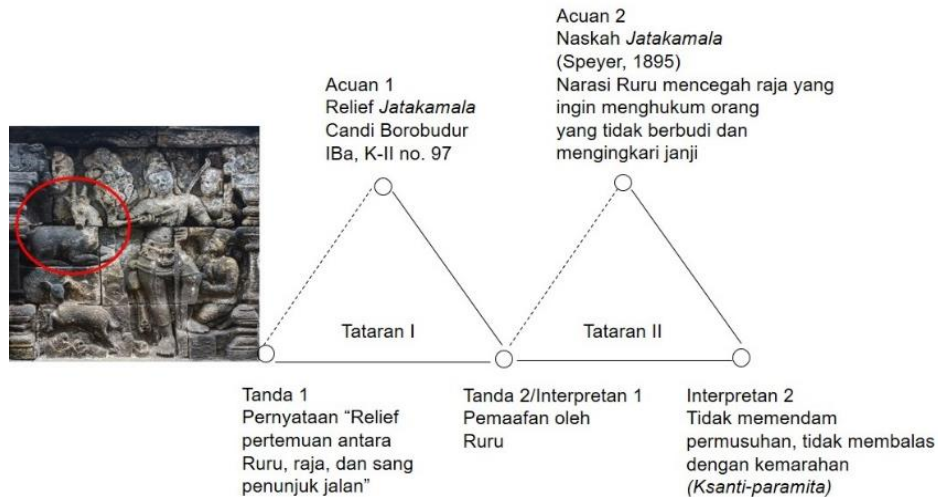 Acuan 2
Naskah Jatakamala
(Speyer, 1895)
Narasi Ruru mencegah raja yang
ingin menghukum orang
yang tidak berbudi dan
mengingkari janji
Acuan 1
Relief Jatakamala
Candi Borobudur
IBa, K-II no. 97
Tataran I
Tataran II
Tanda 1
Pernyataan “Relief
pertemuan antara
Ruru, raja, dan sang
penunjuk jalan”
Tanda 2/Interpretan 1
Pemaafan oleh
Ruru
Interpretan 2
Tidak memendam
permusuhan, tidak membalas
dengan kemarahan
(Ksanti-paramita)